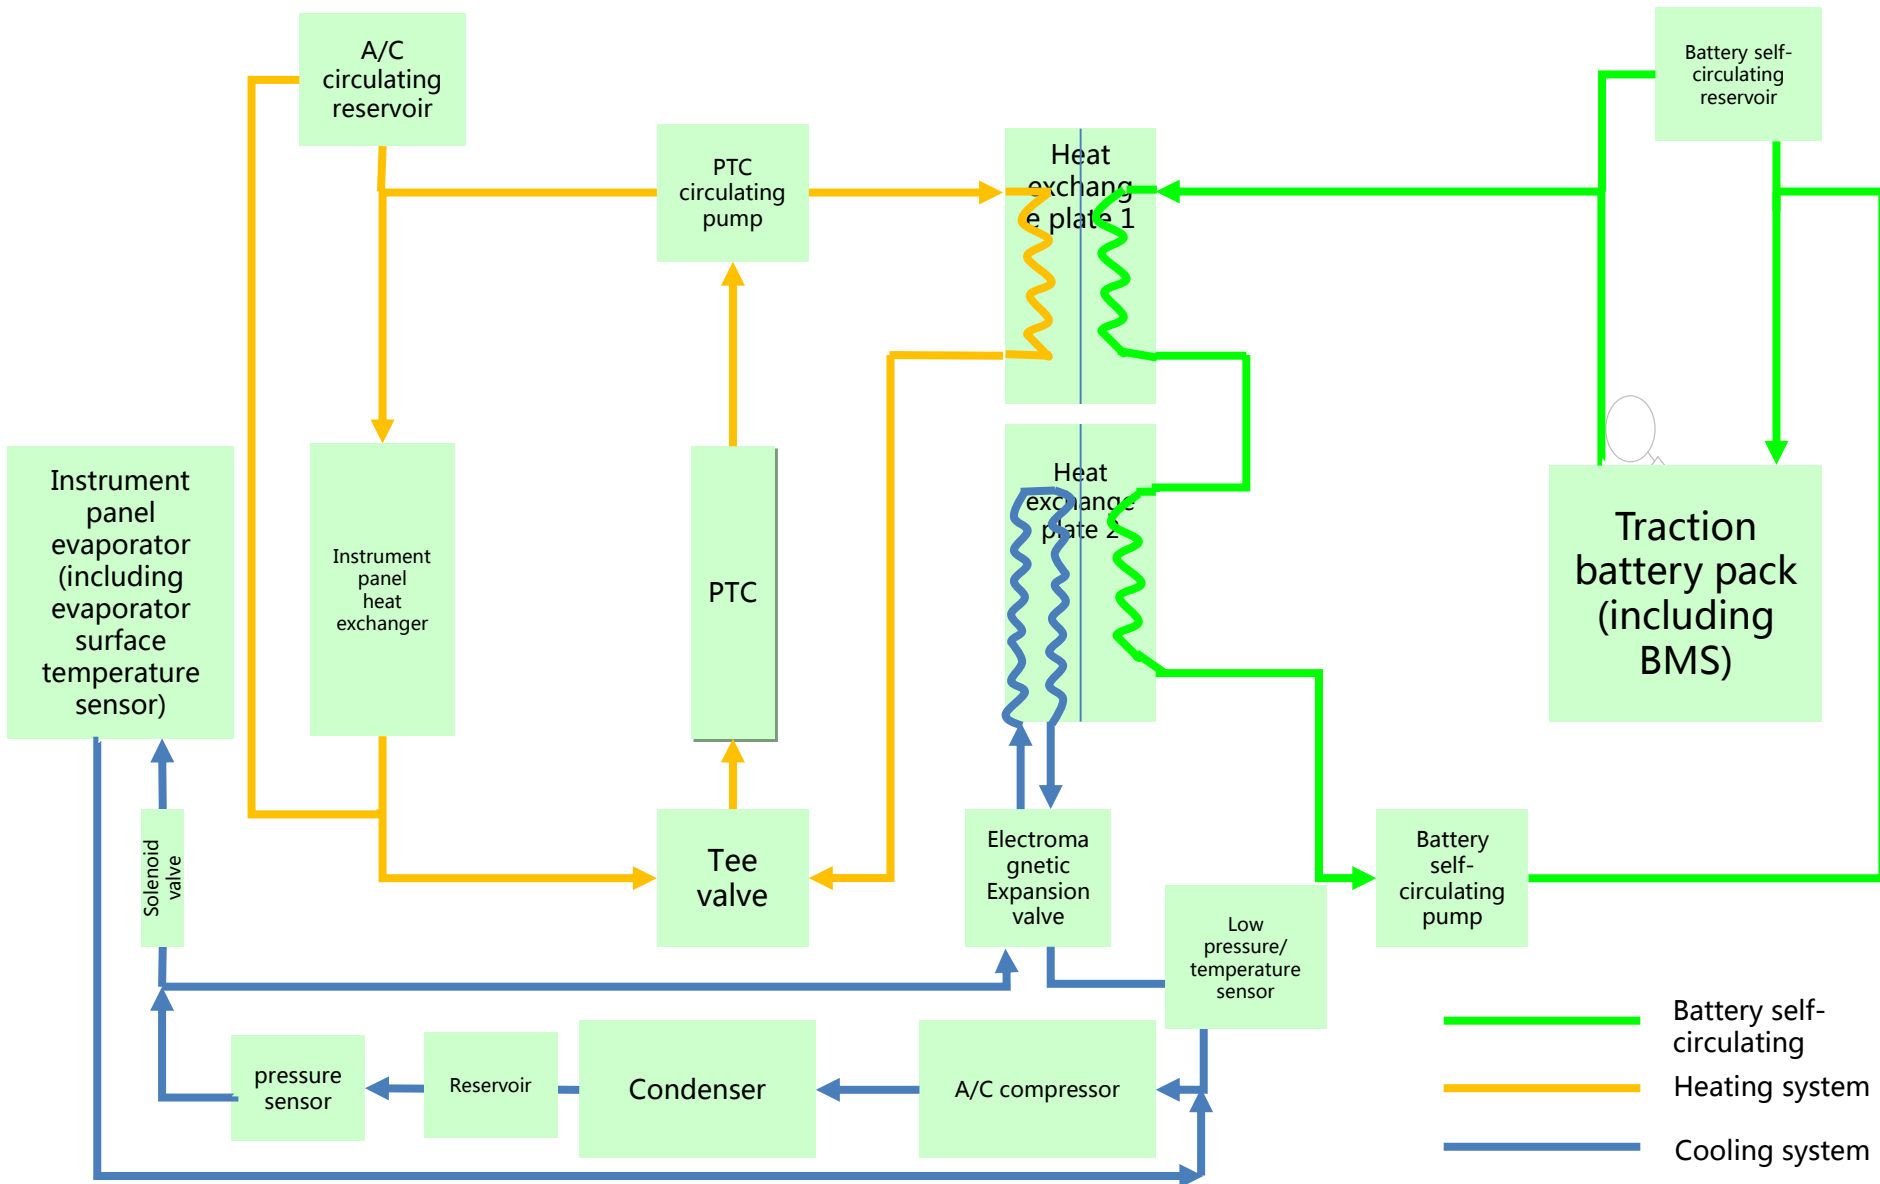 A/C
circulating
reservoir
Battery self-
circulating
reservoir
PTC
circulating
pump
Heat
exchang
e plate 1
Instrument
panel
evaporator
(including
evaporator
surface
temperature
sensor)
Instrument
panel
heat
exchanger
PTC
Heat
exchange
plate 2
Traction
battery pack
(including
BMS)
Solenoid
valve
Tee
valve
Electroma
gnetic
Expansion
valve
Low
pressure/
temperature
sensor
Battery
self-
circulating
pump
pressure
sensor
Reservoir
Condenser
A/C compressor
Battery self-
circulating
Heating system
Cooling system